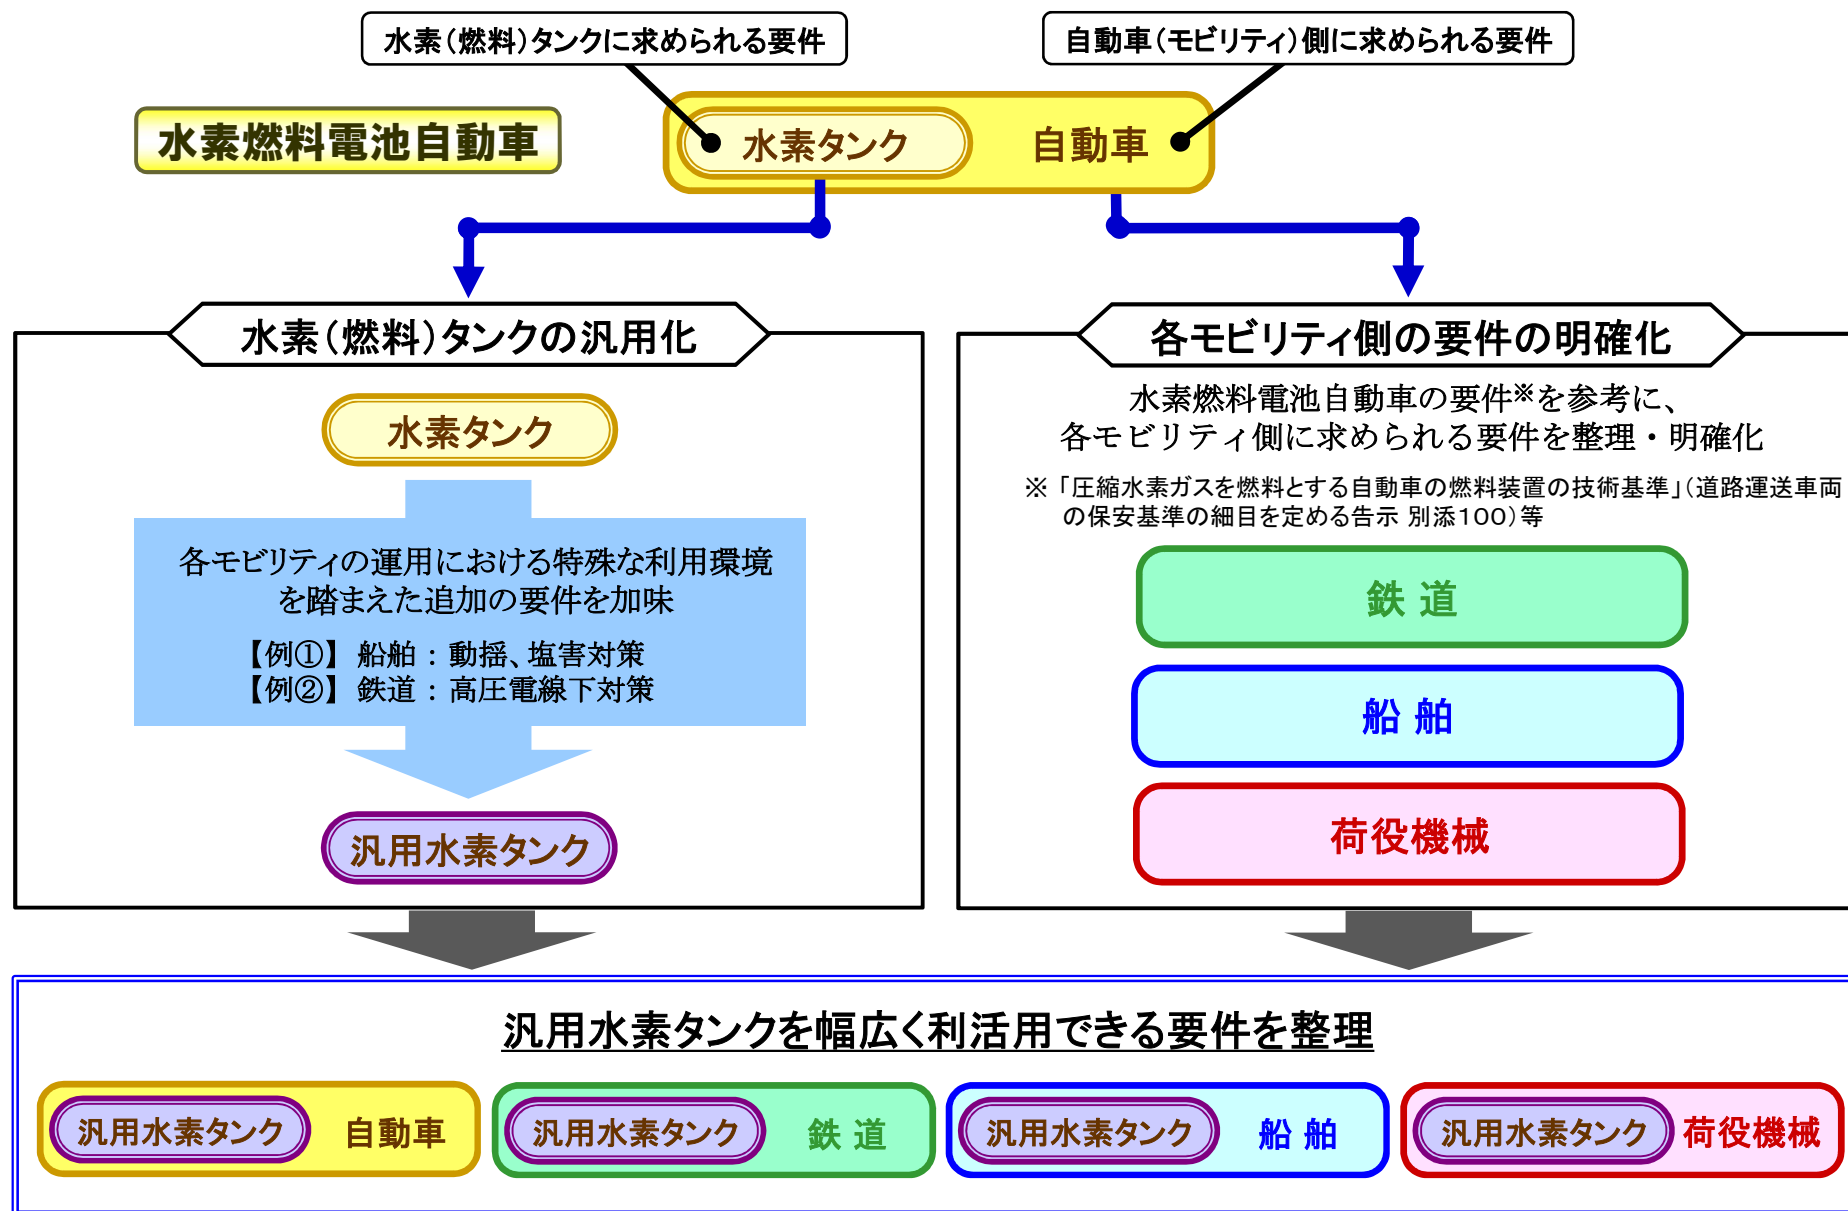 水素(燃料)タンクに求められる要件
自動車(モビリティ)側に求められる要件
水素燃料電池自動車
水素タンク
自動車
水素(燃料)タンクの汎用化
水素タンク
各モビリティの運用における特殊な利用環境
を踏まえた追加の要件を加味
【例①】 船舶：動揺、塩害対策
【例②】 鉄道：高圧電線下対策
汎用水素タンク
各モビリティ側の要件の明確化
水素燃料電池自動車の要件※を参考に、
各モビリティ側に求められる要件を整理・明確化
※「圧縮水素ガスを燃料とする自動車の燃料装置の技術基準」(道路運送車両
の保安基準の細目を定める告示 別添100)等
鉄 道
船 舶
荷役機械
汎用水素タンクを幅広く利活用できる要件を整理
汎用水素タンク 自動車
汎用水素タンク 鉄 道
汎用水素タンク 船 舶
汎用水素タンク 荷役機械